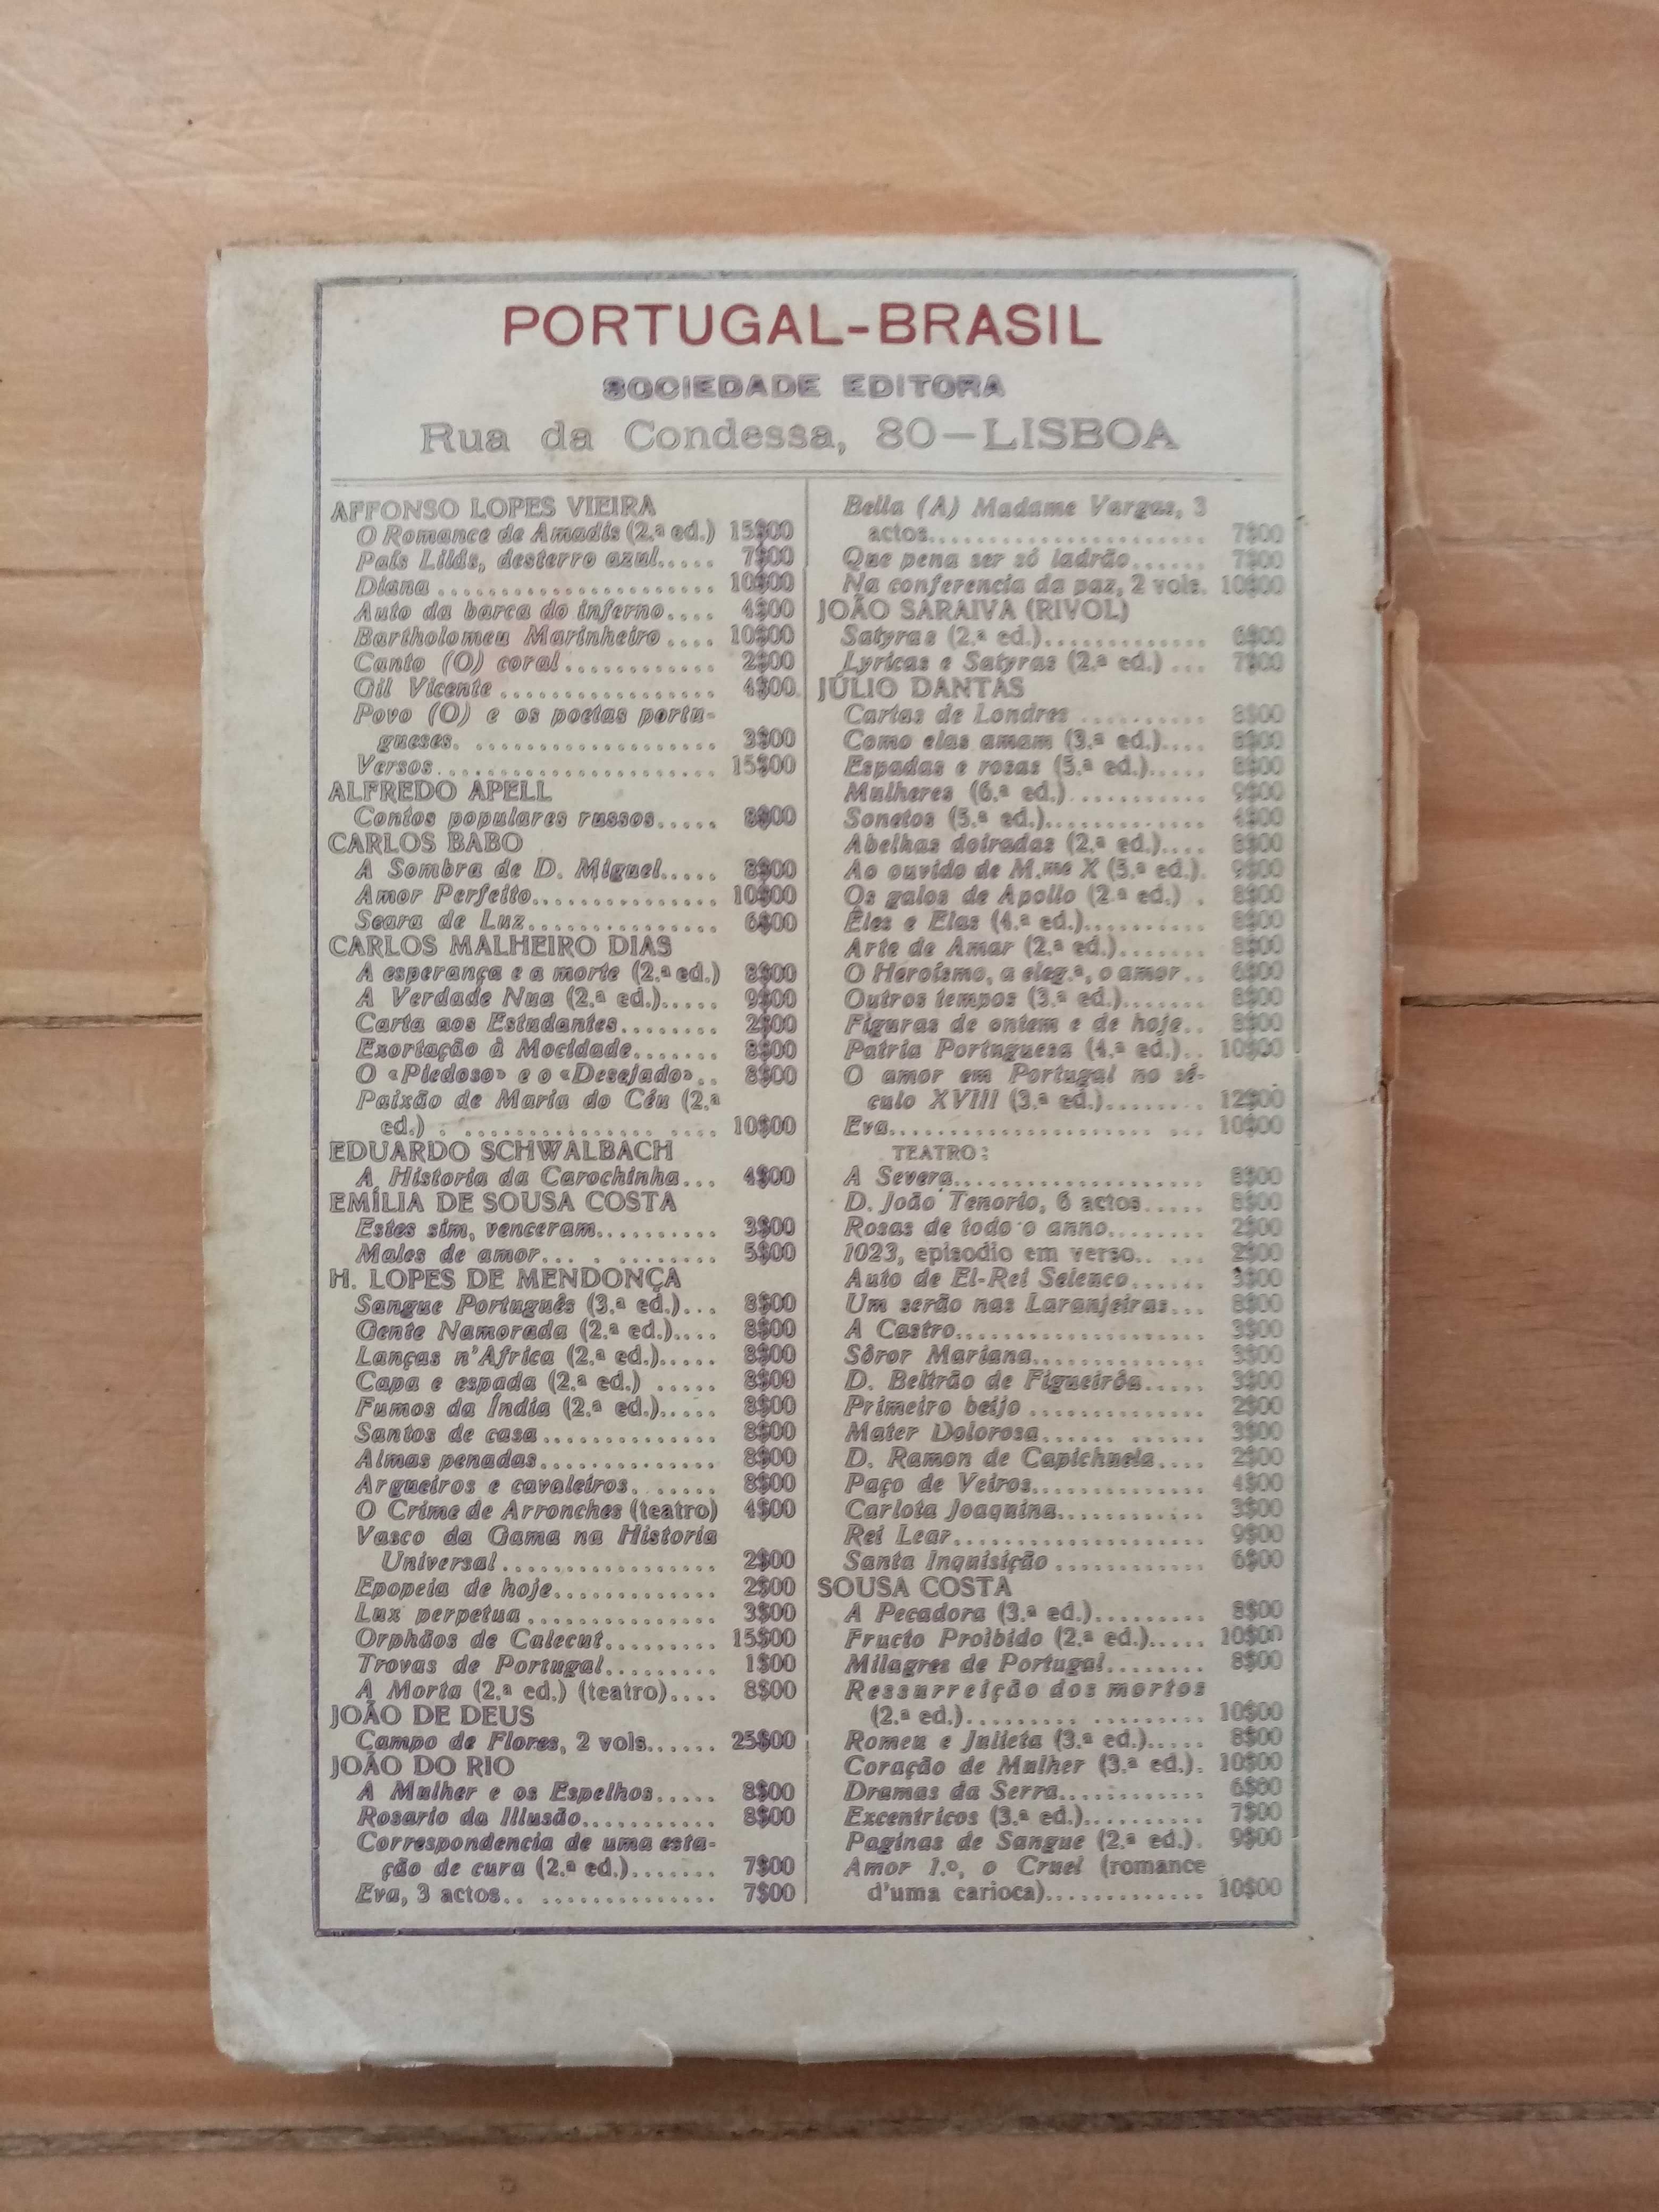 PORTUGAL-BRASIL
SOCIEDADE EDITORA
Rua da Condessa, 80—LISBOA
AFFONSO LOPES VIEIRA
O Romance de Amadis (2.ª ed.) 15$00
País Lilás, desterro azul..... 7$00
Diana ...................... 10$00
Auto da barca do inferno.... 4$00
Bartholomeu Marinheiro .... 10$00
Canto (O) coral ............ 2$00
Gil Vicente ................. 4$00
Povo (O) e os poetas portu-
gueses. ................... 3$00
Versos...................... 15$00
ALFREDO APELL
Contos populares russos..... 8$00
CARLOS BABO
A Sombra de D. Miguel..... 8$00
Amor Perfeito............... 10$00
Seara de Luz............... 6$00
CARLOS MALHEIRO DIAS
A esperança e a morte (2.ª ed.) 8$00
A Verdade Nua (2.ª ed.)..... 9$00
Carta aos Estudantes........ 2$00
Exortação à Mocidade....... 8$00
O «Piedoso» e o «Desejado».. 8$00
Paixão de Maria do Céu (2.ª
ed.) . ................ .... 10$00
EDUARDO SCHWALBACH
A Historia da Carochinha... 4$00
EMÍLIA DE SOUSA COSTA
Estes sim, venceram.......... 3$00
Males de amor... . ......... 5$00
H. LOPES DE MENDONÇA
Sangue Português (3.ª ed.)... 8$00
Gente Namorada (2.ª ed.).... 8$00
Lanças n'Africa (2.ª ed.)..... 8$00
Capa e espada (2.ª ed.) ..... 8$00
Fumos da Índia (2.ª ed.)..... 8$00
Santos de casa .............. 8$00
Almas penadas.............. 8$00
Argueiros e cavaleiros. ..... 8$00
O Crime de Arronches (teatro) 4$00
Vasco da Gama na Historia
Universal ................. 2$00
Epopeia de hoje............. 2$00
Lux perpetua ............... 3$00
Orphãos de Calecut......... 15$00
Trovas de Portugal......... 1$00
A Morta (2.ª ed.) (teatro).... 8$00
JOÃO DE DEUS
Campo de Flores, 2 vols...... 25$00
JOÃO DO RIO
A Mulher e os Espelhos..... 8$00
Rosario da Illusão........... 8$00
Correspondencia de uma esta-
ção de cura (2.ª ed.)....... 7$00
Eva, 3 actos.. .............. 7$00
Bella (A) Madame Vargas, 3
actos...................... 7$00
Que pena ser só ladrão...... 7$00
Na conferencia da paz, 2 vols. 10$00
JOÃO SARAIVA (RIVOL)
Satyras (2.ª ed.)............. 6$00
Lyricas e Satyras (2.ª ed.) ... 7$00
JÚLIO DANTAS
Cartas de Londres .......... 8$00
Como elas amam (3.ª ed.).... 8$00
Espadas e rosas (5.ª ed.)..... 8$00
Mulheres (6.ª ed.) ........... 9$00
Sonetos (5.ª ed.)............. 4$00
Abelhas doiradas (2.ª ed.).... 8$00
Ao ouvido de M.me X (5.ª ed.). 9$00
Os galos de Apollo (2.ª ed.) . 8$00
Êles e Elas (4.ª ed.).......... 8$00
Arte de Amar (2.ª ed.)....... 8$00
O Heroísmo, a eleg.ª, o amor.. 6$00
Outros tempos (3.ª ed.)....... 8$00
Figuras de ontem e de hoje.. 8$00
Patria Portuguesa (4.ª ed.).. 10$00
O amor em Portugal no sé-
culo XVIII (3.ª ed.)........ 12$00
Eva..................... ... 10$00
TEATRO:
A Severa.................... 8$00
D. João Tenorio, 6 actos..... 8$00
Rosas de todo o anno........ 2$00
1023, episodio em verso.. ... 2$00
Auto de El-Rei Seleuco...... 3$00
Um serão nas Laranjeiras... 8$00
A Castro.................... 3$00
Sóror Mariana.............. 3$00
D. Beltrão de Figueirôa..... 3$00
Primeiro beijo .............. 2$00
Mater Dolorosa...... ...... 3$00
D. Ramon de Capichuela.... 2$00
Paço de Veiros.............. 4$00
Carlota Joaquina............ 3$00
Rei Lear.................... 9$00
Santa Inquisição ............ 6$00
SOUSA COSTA
A Pecadora (3.ª ed.)......... 8$00
Fructo Proibido (2.ª ed.)..... 10$00
Milagres de Portugal........ 8$00
Ressurreição dos mortos
(2.ª ed.)......... ......... 10$00
Romeu e Julieta (3.ª ed.)..... 8$00
Coração de Mulher (3.ª ed.). 10$00
Dramas da Serra............ 6$00
Excentricos (3.ª ed.).......... 7$00
Paginas de Sangue (2.ª ed.). 9$00
Amor 1.º, o Cruel (romance
d'uma carioca)............. 10$00